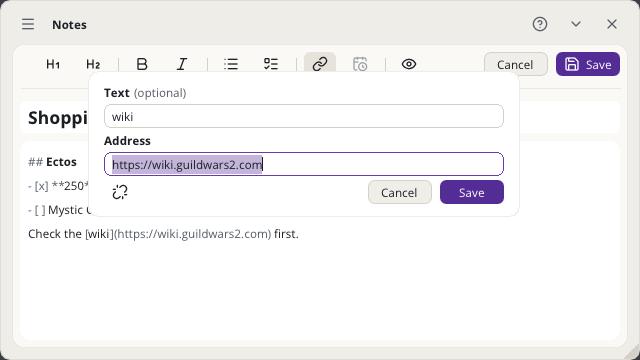 Notes
H1 H2 B I Cancel Save
Shoppi
Text (optional)
wiki
Address
https://wiki.guildwars2.com
Cancel Save
## Ectos
- [x] **250*
- [ ] Mystic
Check the [wiki](https://wiki.guildwars2.com) first.